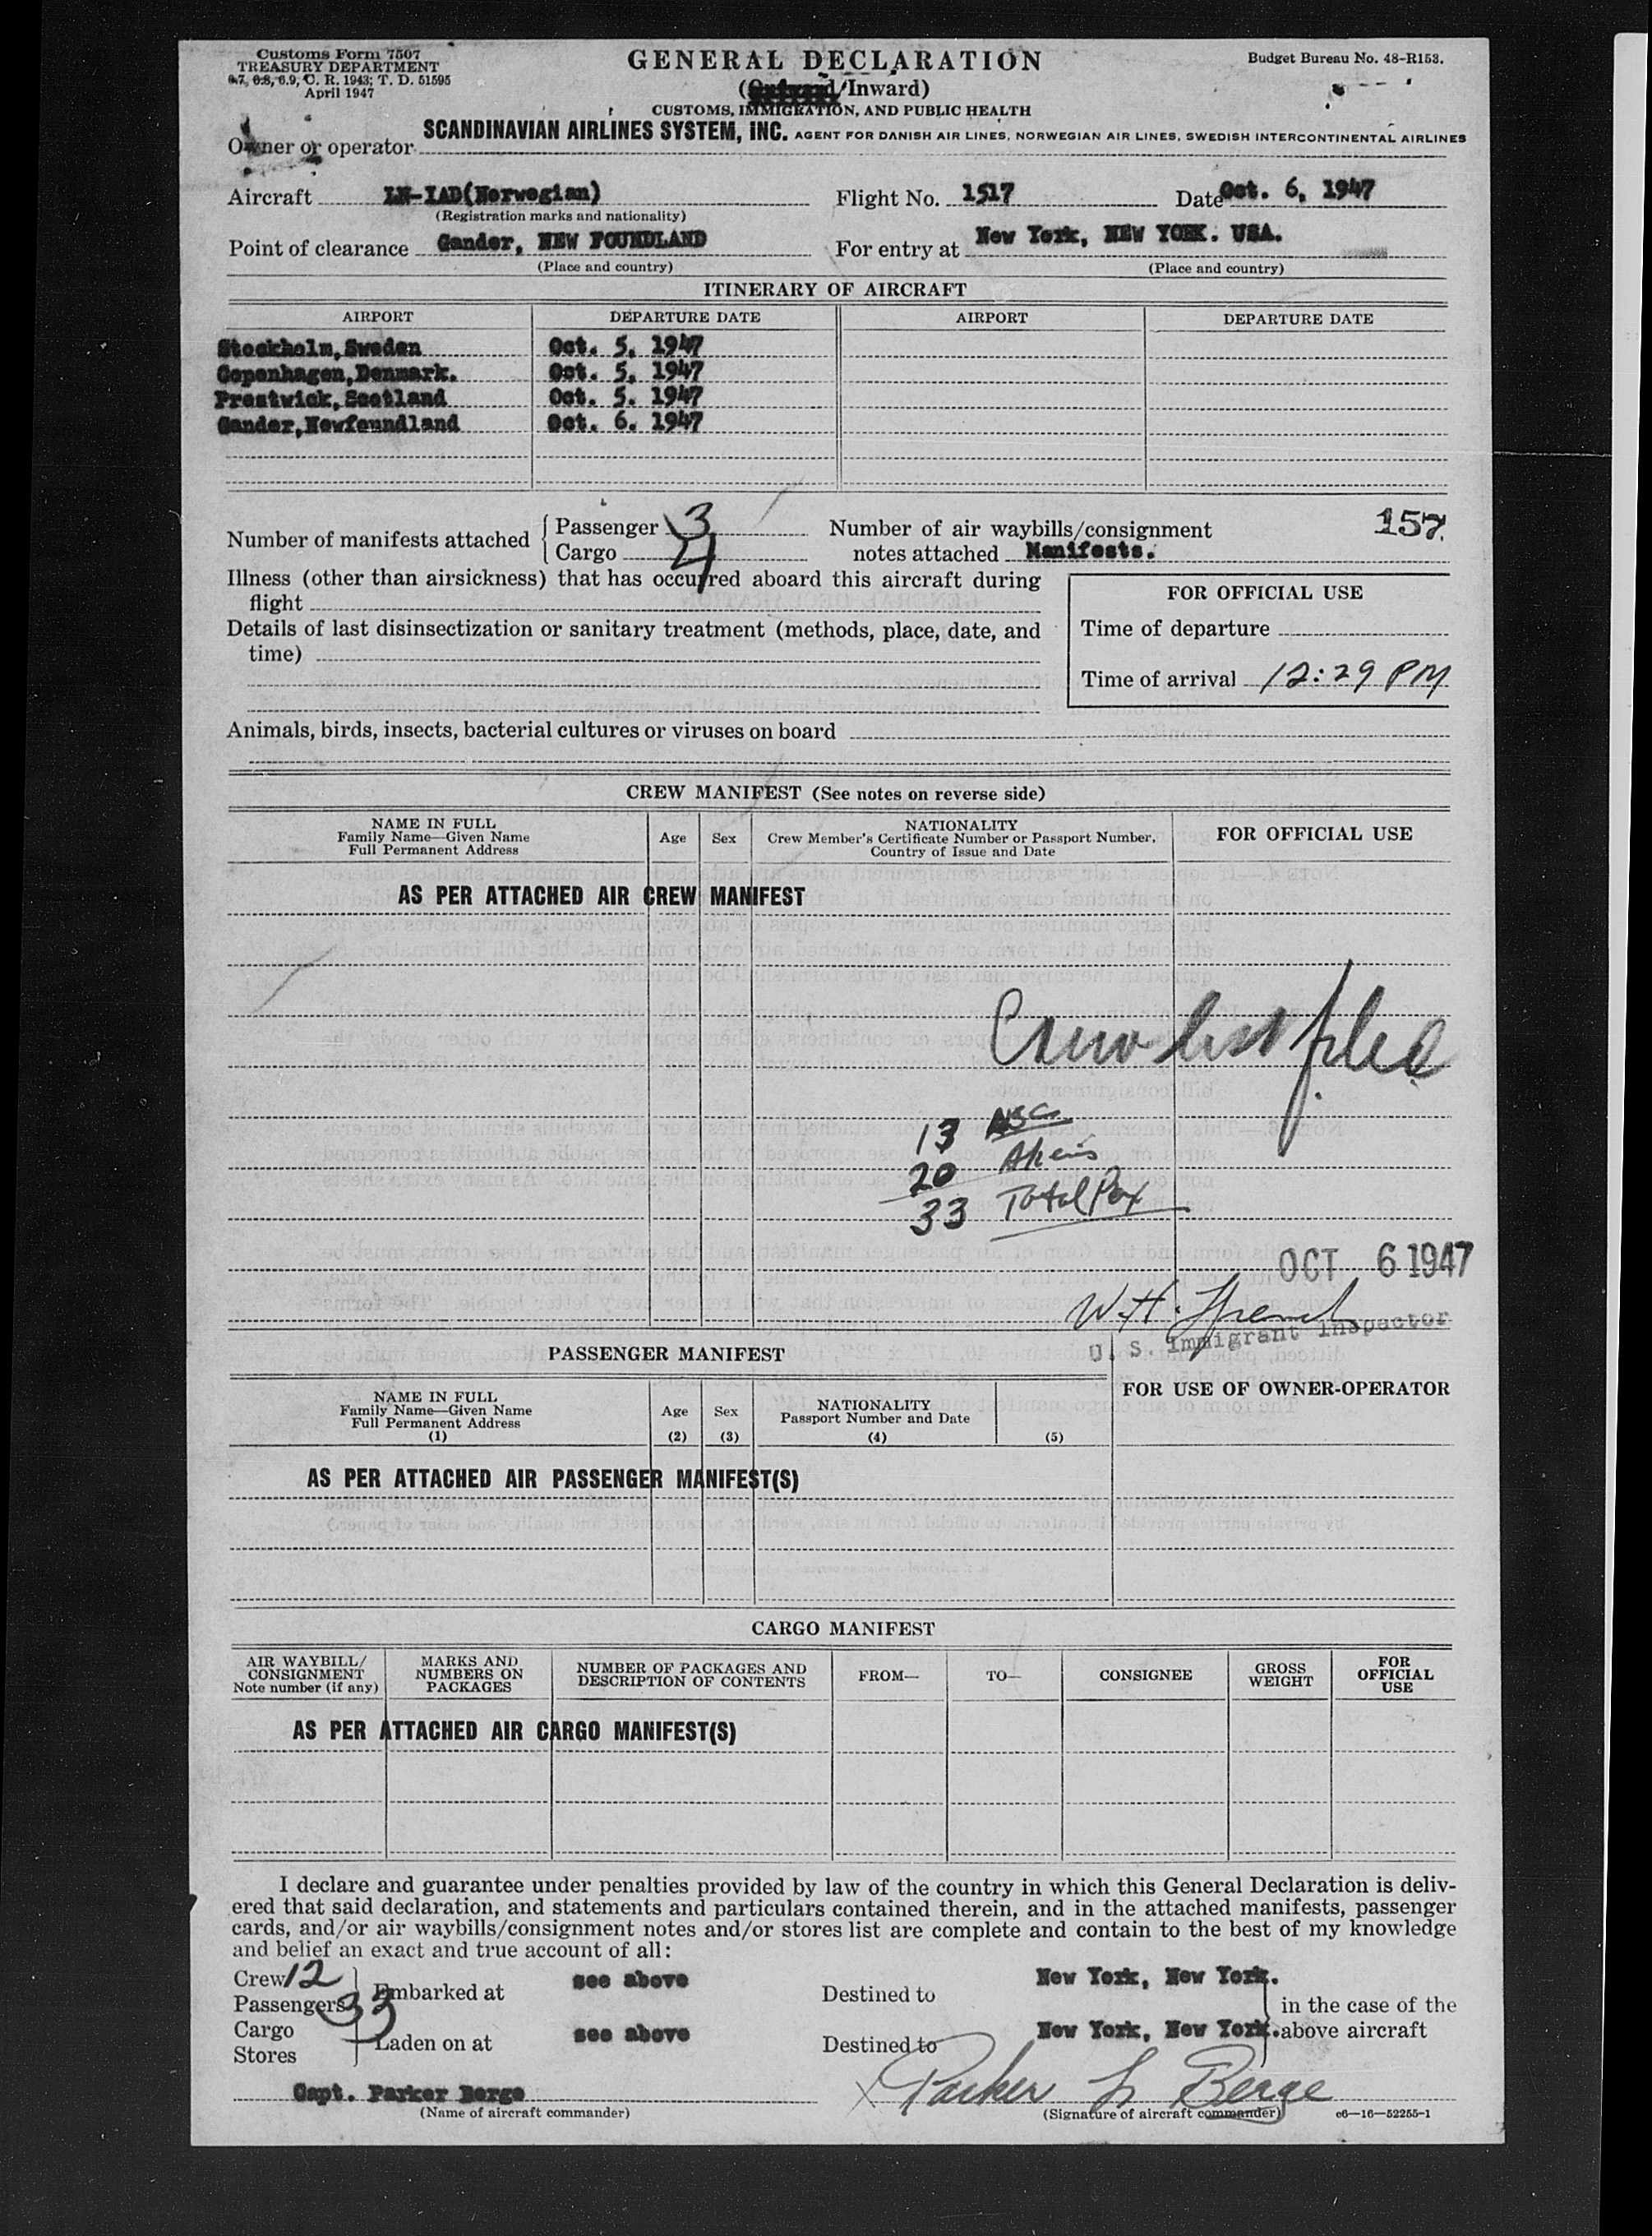 Customs Form 7507
TREASURY DEPARTMENT
6.7, 6.8, 6.9, C. R. 1943; T. D. 51595
April 1947
GENERAL DECLARATION
(Outward/Inward)
CUSTOMS, IMMIGRATION, AND PUBLIC HEALTH
Budget Bureau No. 48-R153.
Owner or operator SCANDINAVIAN AIRLINES SYSTEM, INC. AGENT FOR DANISH AIR LINES, NORWEGIAN AIR LINES, SWEDISH INTERCONTINENTAL AIRLINES
Aircraft LN-IAD(Norwegian) Flight No. 1517 Date Oct. 6, 1947
(Registration marks and nationality)
Point of clearance Gander, NEW FOUNDLAND For entry at New York, NEW YORK. USA.
(Place and country) (Place and country)
ITINERARY OF AIRCRAFT
AIRPORT DEPARTURE DATE AIRPORT DEPARTURE DATE
Stockholm, Sweden Oct. 5, 1947
Copenhagen, Denmark. Oct. 5, 1947
Prestwick, Scotland Oct. 5. 1947
Gander, Newfoundland Oct. 6. 1947
Number of manifests attached { Passenger 3 Number of air waybills/consignment 157.
Cargo 4 notes attached Manifests.
Illness (other than airsickness) that has occurred aboard this aircraft during
flight
Details of last disinsectization or sanitary treatment (methods, place, date, and
time)
FOR OFFICIAL USE
Time of departure
Time of arrival 12:29 PM
Animals, birds, insects, bacterial cultures or viruses on board
CREW MANIFEST (See notes on reverse side)
NAME IN FULL
Family Name—Given Name
Full Permanent Address
Age
Sex
NATIONALITY
Crew Member's Certificate Number or Passport Number,
Country of Issue and Date
FOR OFFICIAL USE
AS PER ATTACHED AIR CREW MANIFEST
Crew list filed
13 USC
20 Aliens
33 Total Pax
OCT 6 1947
W. H. French
U. S. Immigrant Inspector
PASSENGER MANIFEST
NAME IN FULL
Family Name—Given Name
Full Permanent Address
(1)
Age
(2)
Sex
(3)
NATIONALITY
Passport Number and Date
(4)
(5)
FOR USE OF OWNER-OPERATOR
AS PER ATTACHED AIR PASSENGER MANIFEST(S)
CARGO MANIFEST
AIR WAYBILL/
CONSIGNMENT
Note number (if any)
MARKS AND
NUMBERS ON
PACKAGES
NUMBER OF PACKAGES AND
DESCRIPTION OF CONTENTS
FROM—
TO—
CONSIGNEE
GROSS
WEIGHT
FOR
OFFICIAL
USE
AS PER ATTACHED AIR CARGO MANIFEST(S)
I declare and guarantee under penalties provided by law of the country in which this General Declaration is deliv-
ered that said declaration, and statements and particulars contained therein, and in the attached manifests, passenger
cards, and/or air waybills/consignment notes and/or stores list are complete and contain to the best of my knowledge
and belief an exact and true account of all:
Crew 12
Passengers 33
Embarked at see above Destined to New York, New York.
in the case of the
Cargo
Stores
Laden on at see above Destined to New York, New York. above aircraft
Capt. Parker Berge Parker L Berge
(Name of aircraft commander) (Signature of aircraft commander) c6—16—52255-1